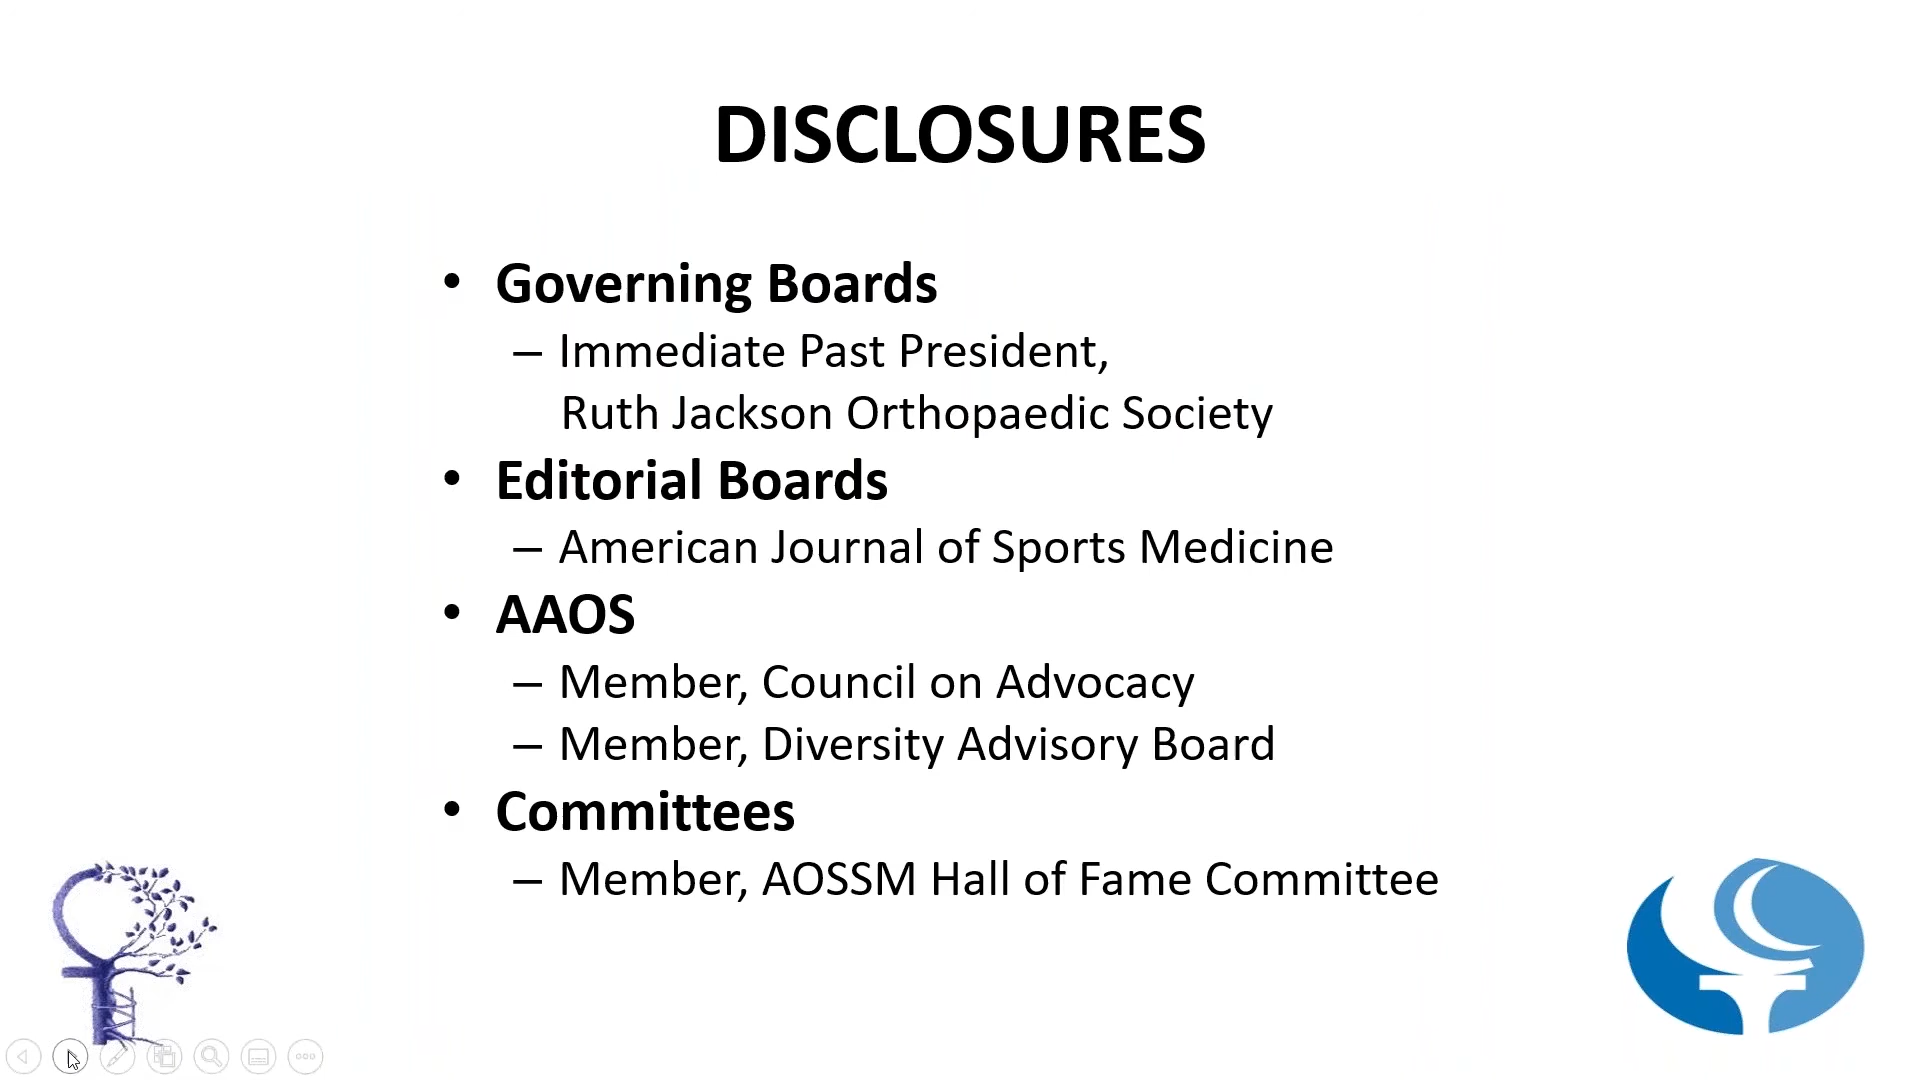 DISCLOSURES
• Governing Boards
– Immediate Past President,
Ruth Jackson Orthopaedic Society
• Editorial Boards
– American Journal of Sports Medicine
• AAOS
– Member, Council on Advocacy
– Member, Diversity Advisory Board
• Committees
– Member, AOSSM Hall of Fame Committee